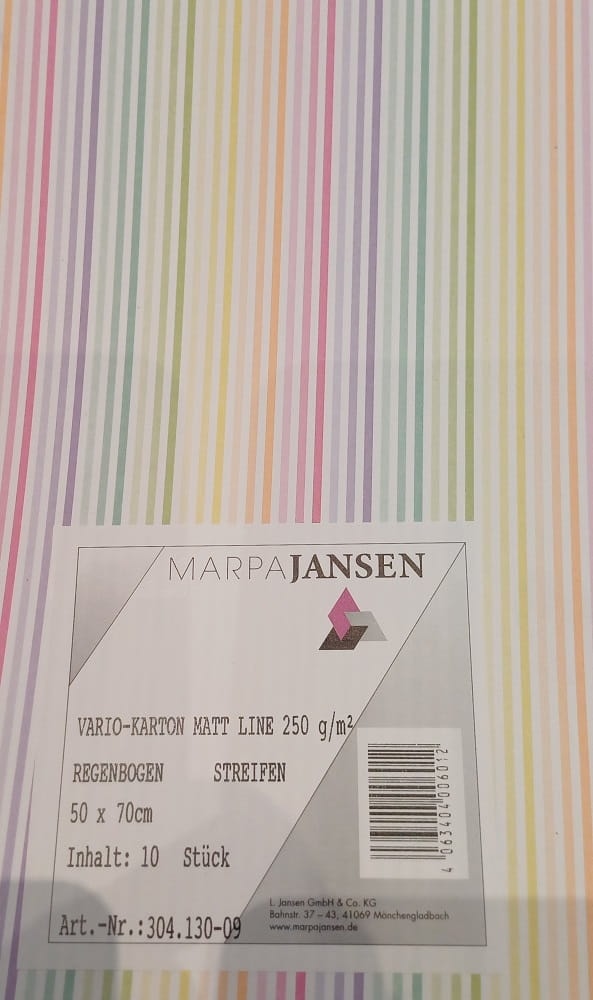 MARPAJANSEN
VARIO-KARTON MATT LINE 250 g/m²
REGENBOGEN STREIFEN
50 x 70cm
Inhalt: 10 Stück
Art.-Nr.:304.130-09
4 063404 006012
L. Jansen GmbH & Co. KG
Bahnstr. 37 – 43, 41069 Mönchengladbach
www.marpajansen.de